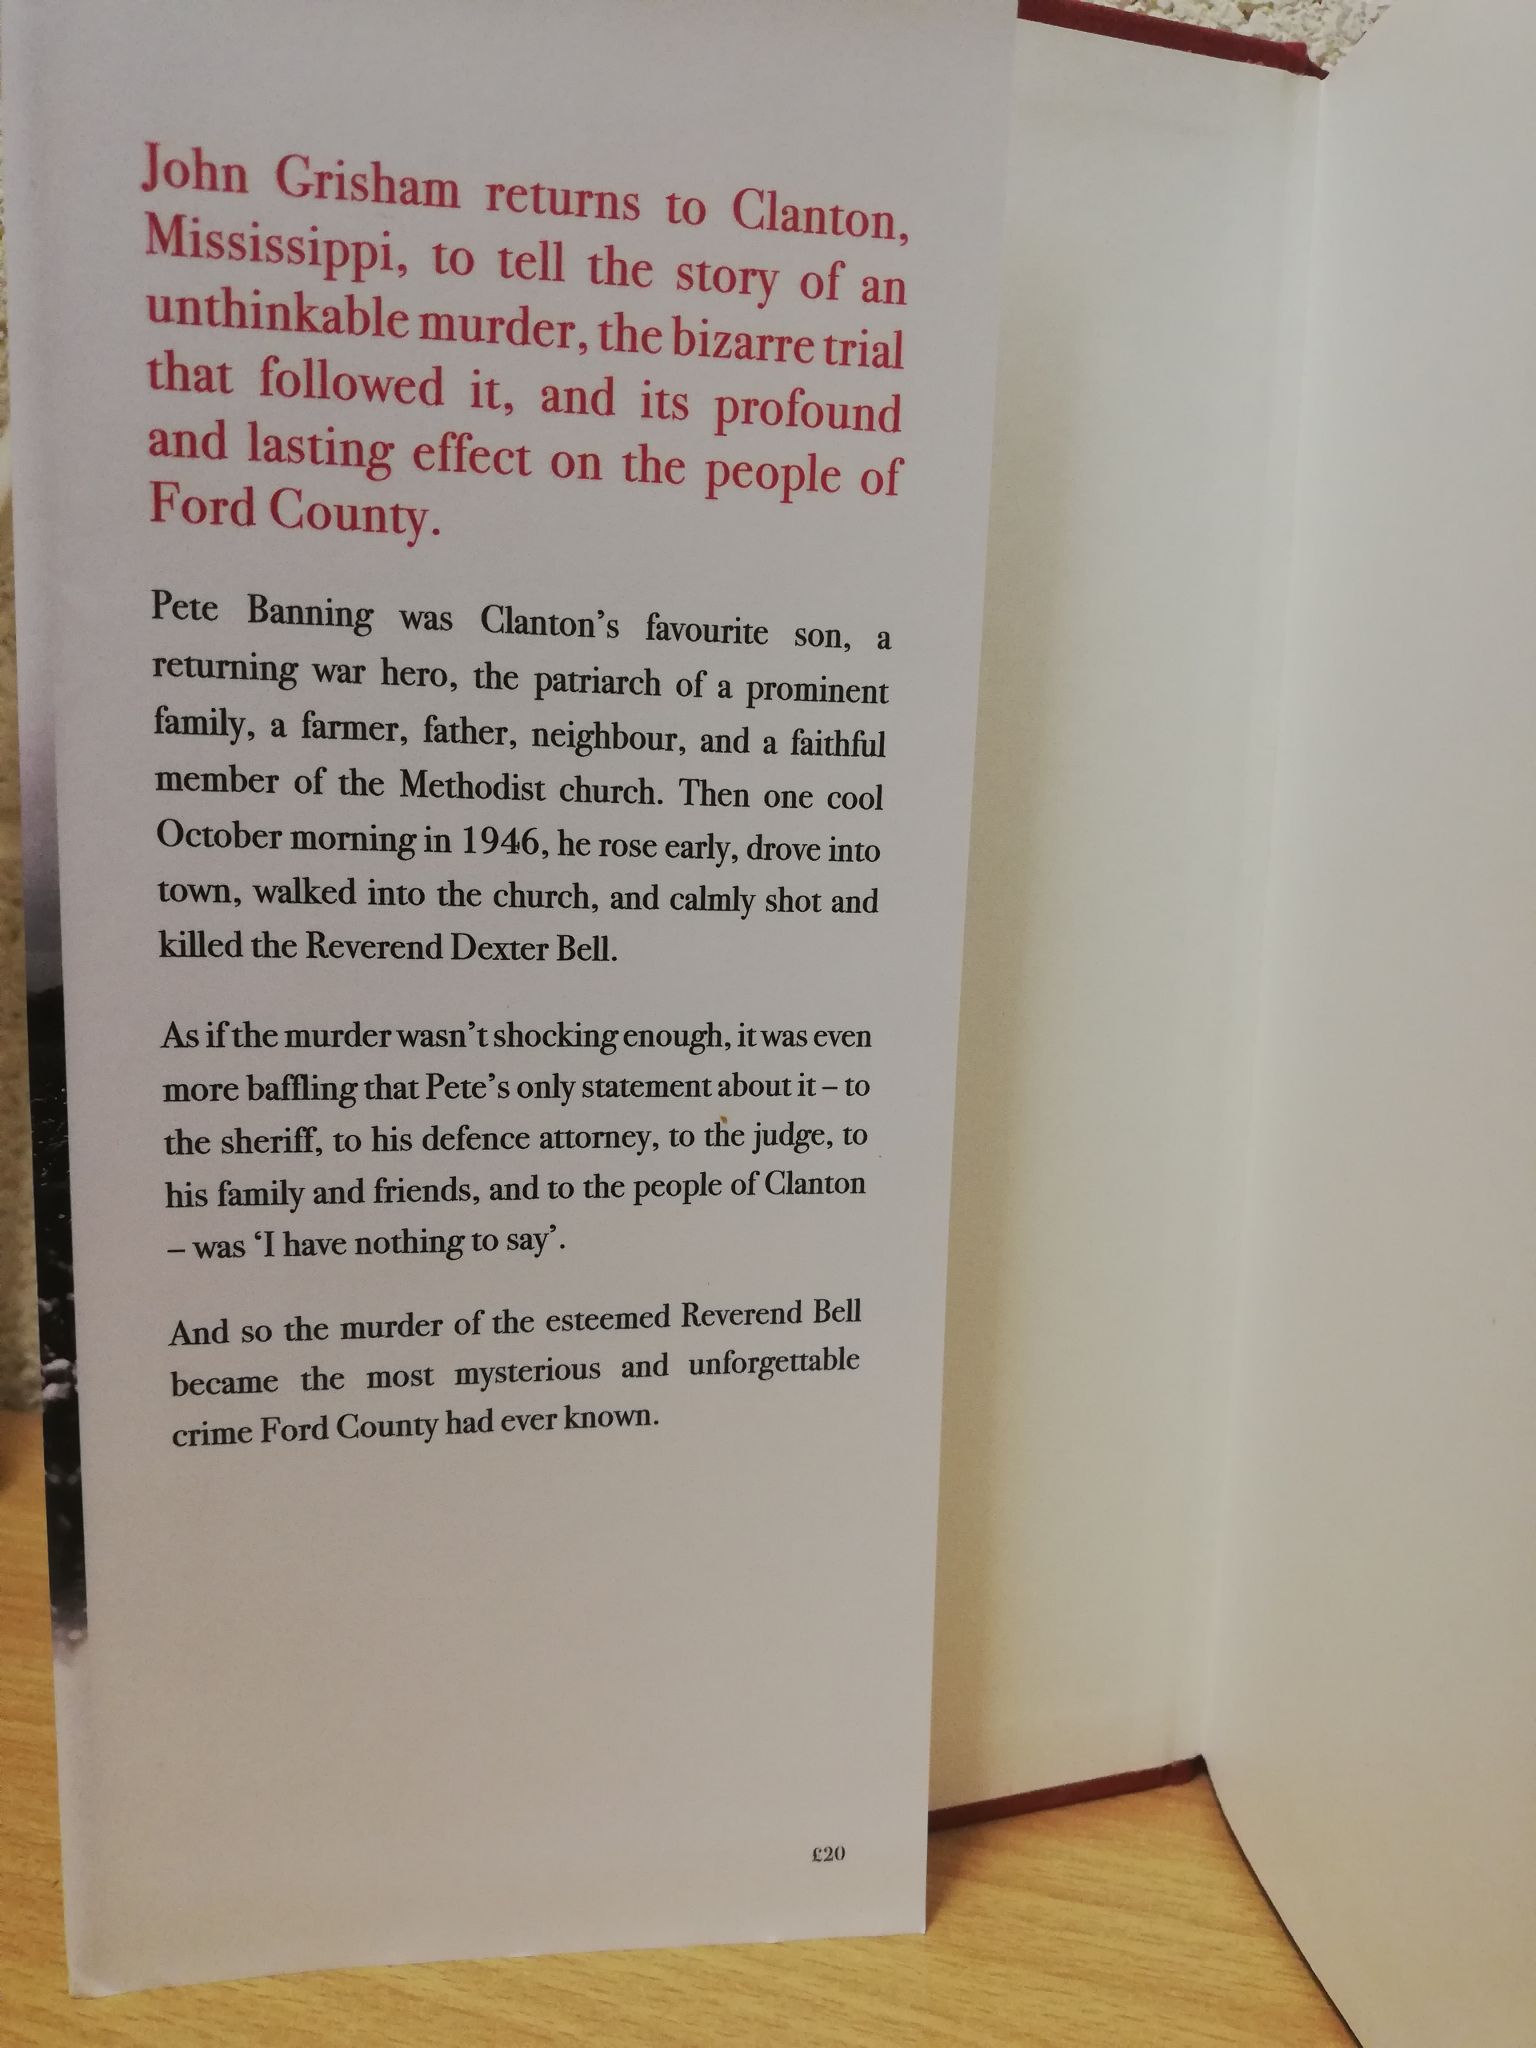 John Grisham returns to Clanton,
Mississippi, to tell the story of an
unthinkable murder, the bizarre trial
that followed it, and its profound
and lasting effect on the people of
Ford County.
Pete Banning was Clanton’s favourite son, a
returning war hero, the patriarch of a prominent
family, a farmer, father, neighbour, and a faithful
member of the Methodist church. Then one cool
October morning in 1946, he rose early, drove into
town, walked into the church, and calmly shot and
killed the Reverend Dexter Bell.
As if the murder wasn’t shocking enough, it was even
more baffling that Pete’s only statement about it – to
the sheriff, to his defence attorney, to the judge, to
his family and friends, and to the people of Clanton
– was ‘I have nothing to say’.
And so the murder of the esteemed Reverend Bell
became the most mysterious and unforgettable
crime Ford County had ever known.
£20